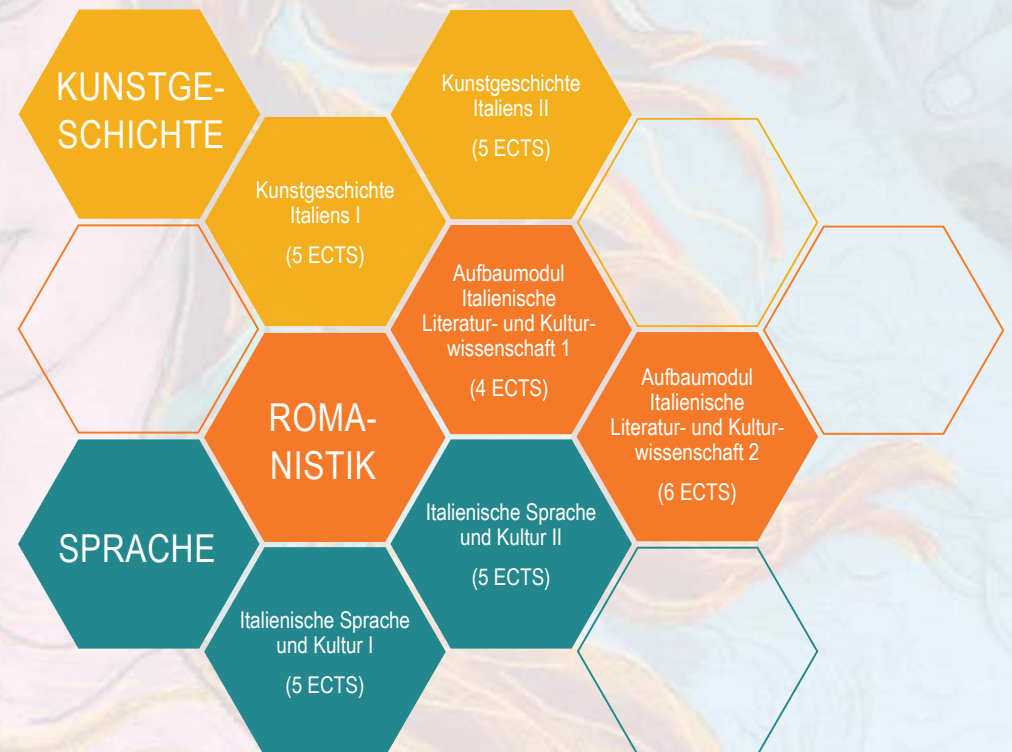 KUNSTGE-
SCHICHTE
Kunstgeschichte
Italiens I
(5 ECTS)
Kunstgeschichte
Italiens II
(5 ECTS)
ROMA-
NISTIK
Aufbaumodul
Italienische
Literatur- und Kultur-
wissenschaft 1
(4 ECTS)
Aufbaumodul
Italienische
Literatur- und Kultur-
wissenschaft 2
(6 ECTS)
SPRACHE
Italienische Sprache
und Kultur I
(5 ECTS)
Italienische Sprache
und Kultur II
(5 ECTS)